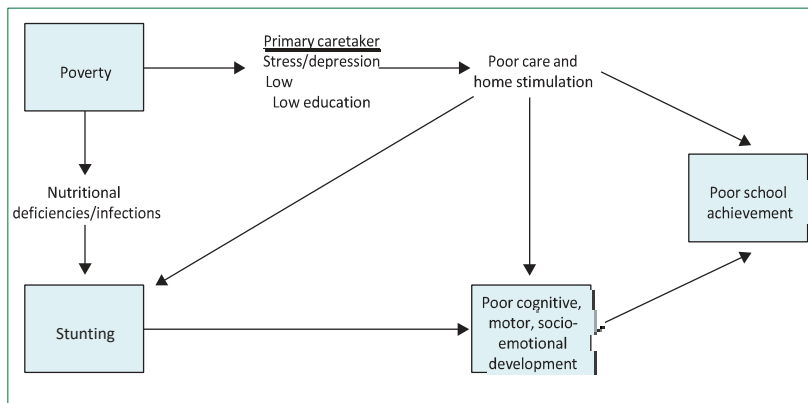 Poverty
Primary caretaker
Stress/depression
Low
Low education
Poor care and
home stimulation
Nutritional
deficiencies/infections
Poor school
achievement
Stunting
Poor cognitive,
motor, socio-
emotional
development